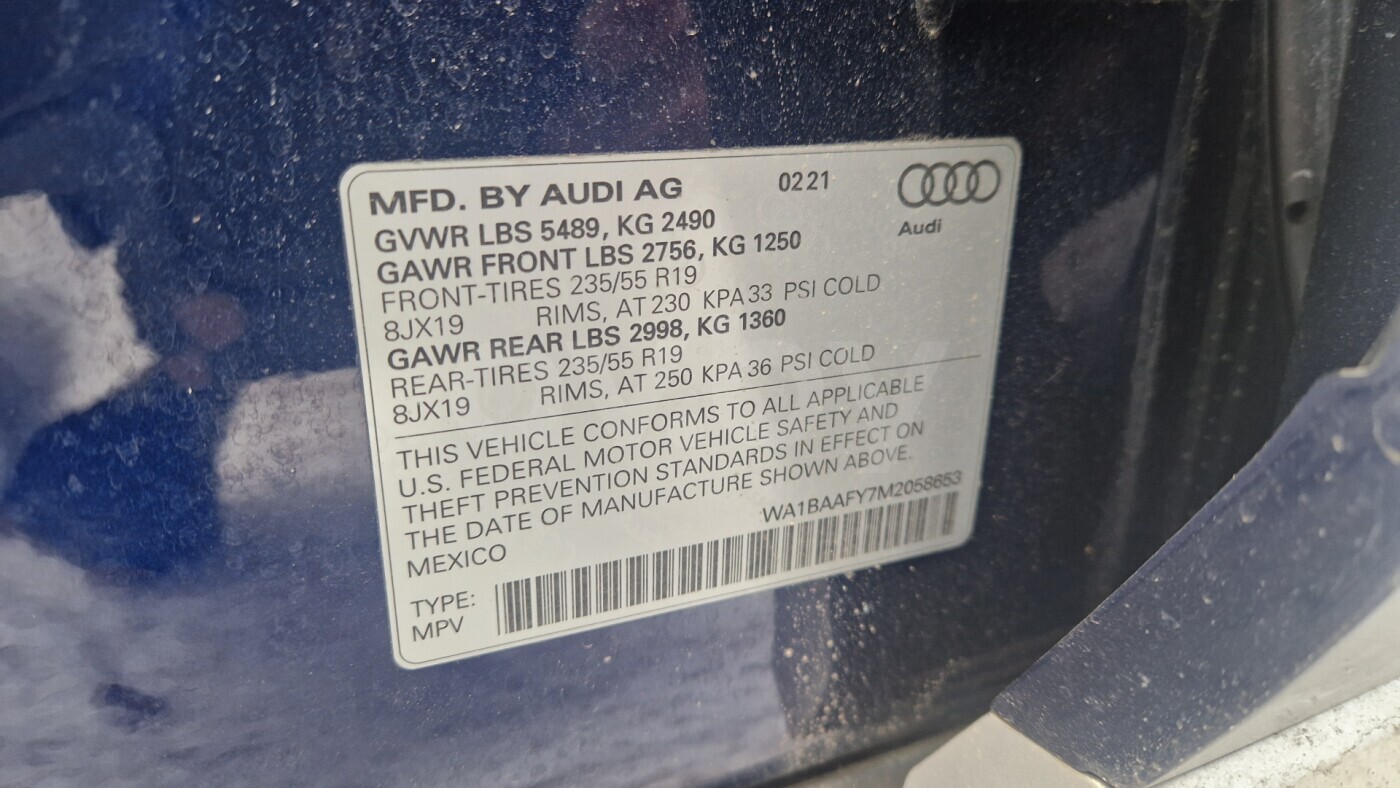 MFD. BY AUDI AG 0221
Audi
GVWR LBS 5489, KG 2490
GAWR FRONT LBS 2756, KG 1250
FRONT-TIRES 235/55 R19
8JX19 RIMS, AT 230 KPA 33 PSI COLD
GAWR REAR LBS 2998, KG 1360
REAR-TIRES 235/55 R19
8JX19 RIMS, AT 250 KPA 36 PSI COLD
THIS VEHICLE CONFORMS TO ALL APPLICABLE
U.S. FEDERAL MOTOR VEHICLE SAFETY AND
THEFT PREVENTION STANDARDS IN EFFECT ON
THE DATE OF MANUFACTURE SHOWN ABOVE.
MEXICO WA1BAAFY7M2058653
TYPE:
MPV